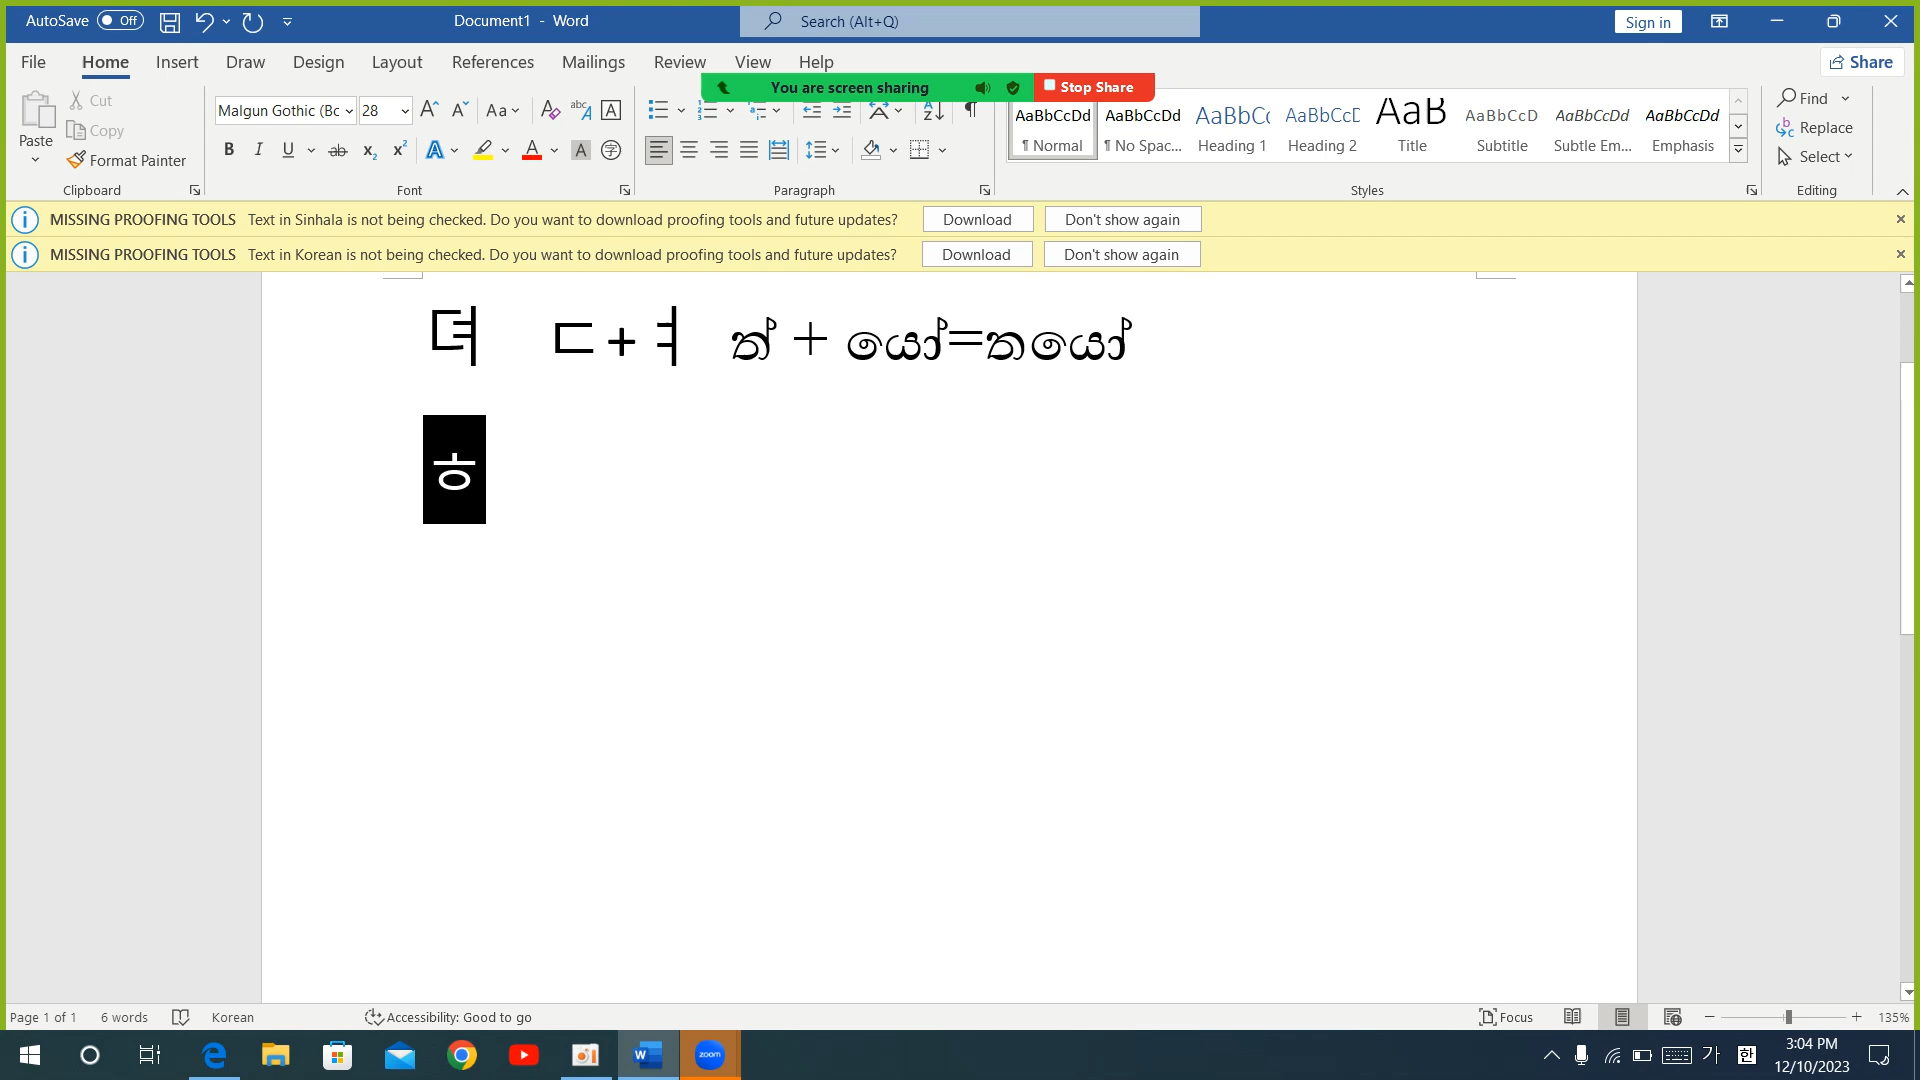 AutoSave Off Document1 - Word Search (Alt+Q) Sign in
File Home Insert Draw Design Layout References Mailings Review View Help Share
You are screen sharing Stop Share
Paste Cut Copy Format Painter
Malgun Gothic (Bc 28 Aa
AaBbCcDd AaBbCcDd AaBbC AaBbCcD AaB AaBbCcD AaBbCcDd AaBbCcDd
¶ Normal ¶ No Spac... Heading 1 Heading 2 Title Subtitle Subtle Em... Emphasis
Find Replace Select
Clipboard Font Paragraph Styles Editing
MISSING PROOFING TOOLS Text in Sinhala is not being checked. Do you want to download proofing tools and future updates? Download Don't show again
MISSING PROOFING TOOLS Text in Korean is not being checked. Do you want to download proofing tools and future updates? Download Don't show again
뎌 ㄷ+ㅕ ත් + යෝ=තයෝ
ㅎ
Page 1 of 1 6 words Korean Accessibility: Good to go Focus 135%
zoom 가 한 3:04 PM
12/10/2023